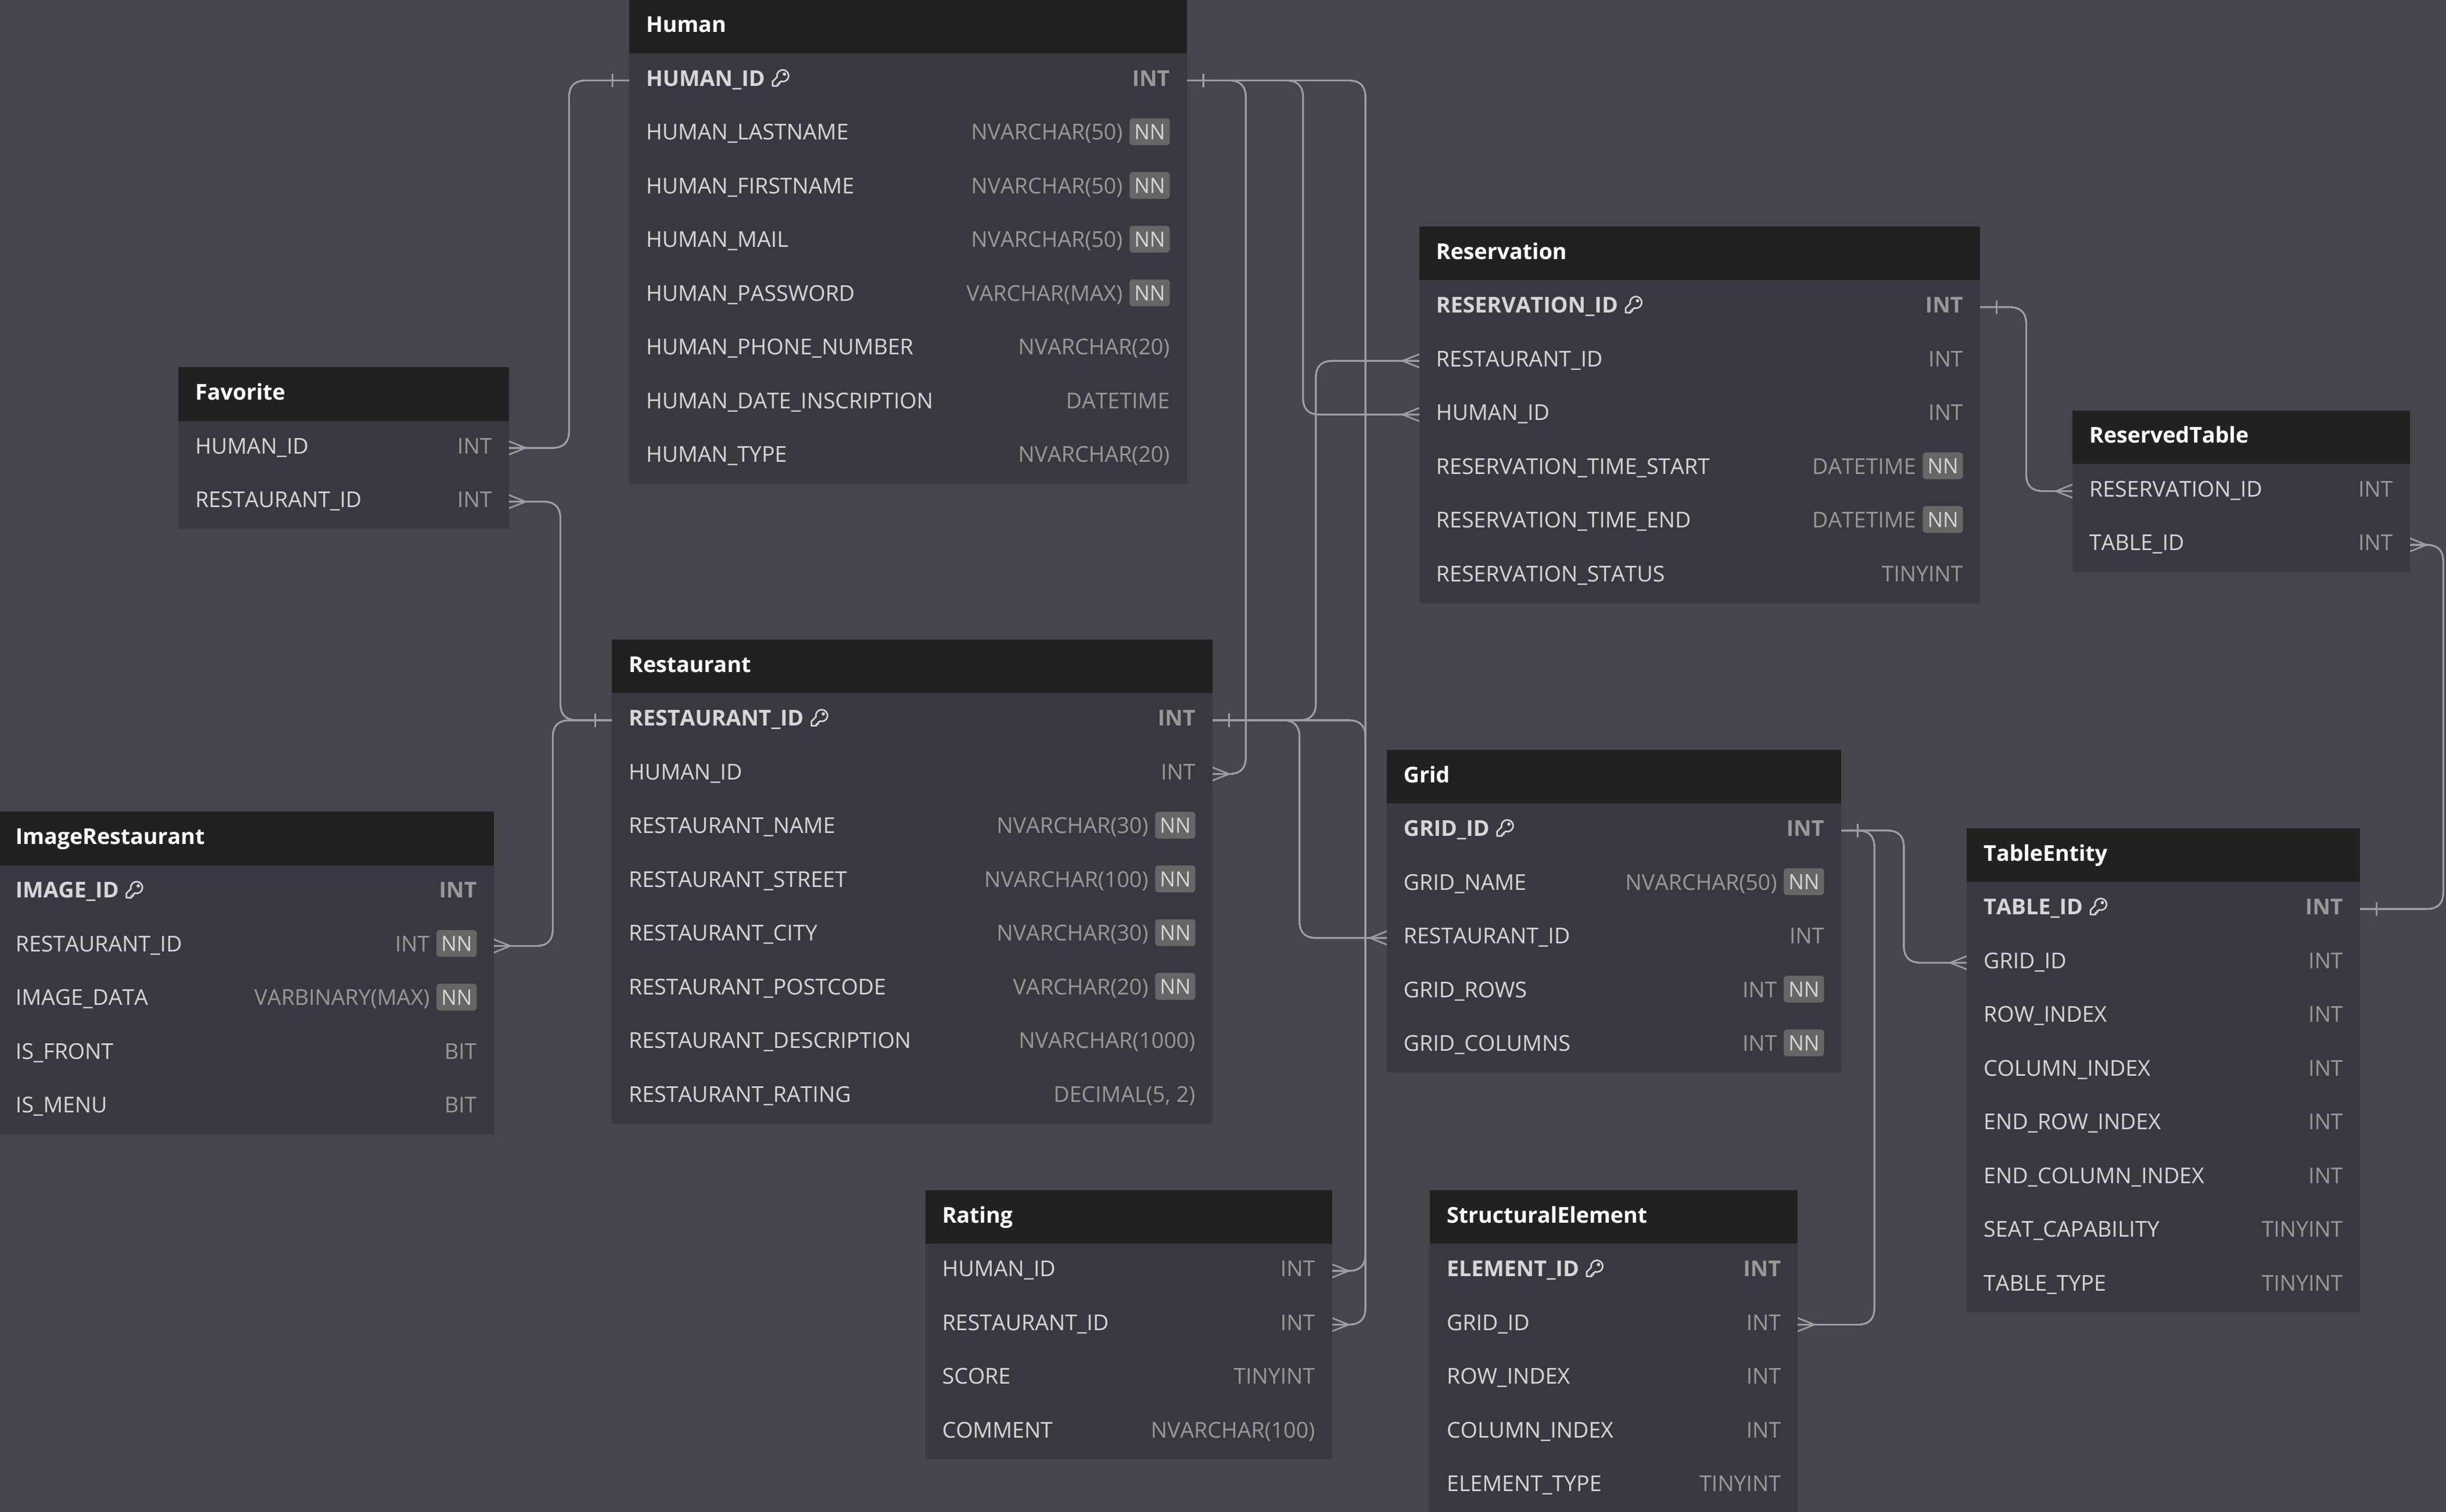 Human
HUMAN_ID INT
HUMAN_LASTNAME NVARCHAR(50) NN
HUMAN_FIRSTNAME NVARCHAR(50) NN
HUMAN_MAIL NVARCHAR(50) NN
HUMAN_PASSWORD VARCHAR(MAX) NN
HUMAN_PHONE_NUMBER NVARCHAR(20)
HUMAN_DATE_INSCRIPTION DATETIME
HUMAN_TYPE NVARCHAR(20)
Reservation
RESERVATION_ID INT
RESTAURANT_ID INT
HUMAN_ID INT
RESERVATION_TIME_START DATETIME NN
RESERVATION_TIME_END DATETIME NN
RESERVATION_STATUS TINYINT
Favorite
HUMAN_ID INT
RESTAURANT_ID INT
ReservedTable
RESERVATION_ID INT
TABLE_ID INT
Restaurant
RESTAURANT_ID INT
HUMAN_ID INT
RESTAURANT_NAME NVARCHAR(30) NN
RESTAURANT_STREET NVARCHAR(100) NN
RESTAURANT_CITY NVARCHAR(30) NN
RESTAURANT_POSTCODE VARCHAR(20) NN
RESTAURANT_DESCRIPTION NVARCHAR(1000)
RESTAURANT_RATING DECIMAL(5, 2)
Grid
GRID_ID INT
GRID_NAME NVARCHAR(50) NN
RESTAURANT_ID INT
GRID_ROWS INT NN
GRID_COLUMNS INT NN
ImageRestaurant
IMAGE_ID INT
RESTAURANT_ID INT NN
IMAGE_DATA VARBINARY(MAX) NN
IS_FRONT BIT
IS_MENU BIT
TableEntity
TABLE_ID INT
GRID_ID INT
ROW_INDEX INT
COLUMN_INDEX INT
END_ROW_INDEX INT
END_COLUMN_INDEX INT
SEAT_CAPABILITY TINYINT
TABLE_TYPE TINYINT
Rating
HUMAN_ID INT
RESTAURANT_ID INT
SCORE TINYINT
COMMENT NVARCHAR(100)
StructuralElement
ELEMENT_ID INT
GRID_ID INT
ROW_INDEX INT
COLUMN_INDEX INT
ELEMENT_TYPE TINYINT